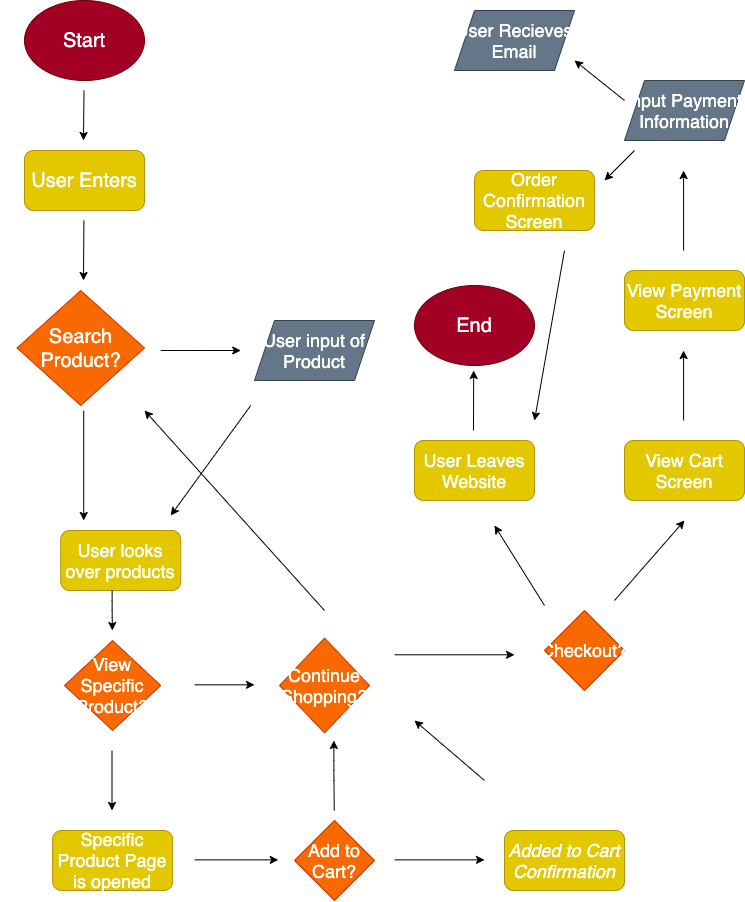 Start
User Enters
Search
Product?
User input of
Product
User looks
over products
View
Specific
Product?
Specific
Product Page
is opened
Add to
Cart?
Added to Cart
Confirmation
Continue
Shopping?
Checkout?
User Leaves
Website
End
View Cart
Screen
View Payment
Screen
Input Payment
Information
Order
Confirmation
Screen
User Recieves
Email